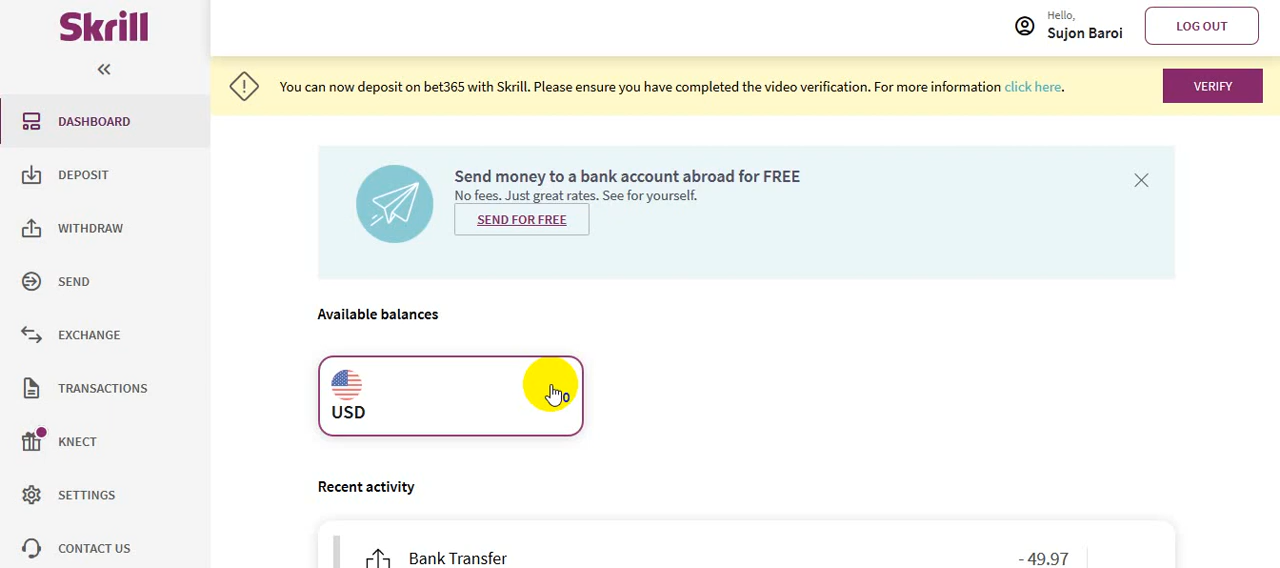 Skrill
Hello,
Sujon Baroi
LOG OUT
You can now deposit on bet365 with Skrill. Please ensure you have completed the video verification. For more information click here.
VERIFY
DASHBOARD
DEPOSIT
WITHDRAW
SEND
EXCHANGE
TRANSACTIONS
KNECT
SETTINGS
CONTACT US
Send money to a bank account abroad for FREE
No fees. Just great rates. See for yourself.
SEND FOR FREE
Available balances
USD
Recent activity
Bank Transfer
- 49.97